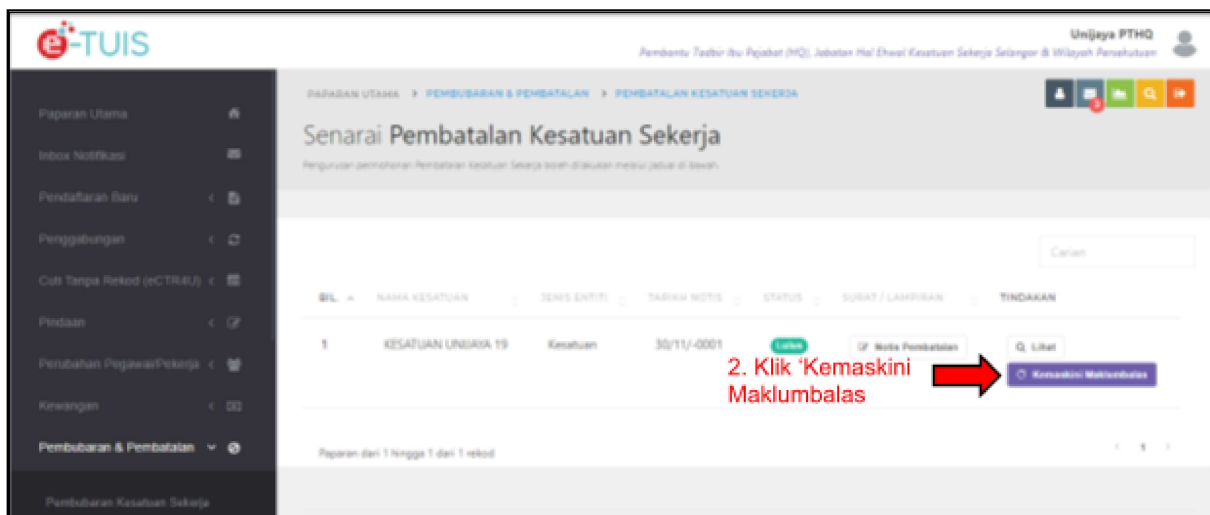 e-TUIS
Unijaya PTHQ
Pembantu Tadbir Ibu Pejabat (HQ), Jabatan Hal Ehwal Kesatuan Sekerja Selangor & Wilayah Persekutuan
PAPARAN UTAMA > PEMBUBARAN & PEMBATALAN > PEMBATALAN KESATUAN SEKERJA
3
Senarai Pembatalan Kesatuan Sekerja
Pengurusan permohonan Pembatalan Kesatuan Sekerja boleh dilakukan melalui jadual di bawah.
Paparan Utama
Inbox Notifikasi
Pendaftaran Baru
Penggabungan
Cuti Tanpa Rekod (eCTR4U)
Pindaan
Perubahan Pegawai/Pekerja
Kewangan
Pembubaran & Pembatalan
Pembubaran Kesatuan Sekerja
Carian
BIL. NAMA KESATUAN JENIS ENTITI TARIKH NOTIS STATUS SURAT / LAMPIRAN TINDAKAN
1 KESATUAN UNIJAYA 19 Kesatuan 30/11/-0001 Lulus Notis Pembatalan Lihat
Kemaskini Maklumbalas
2. Klik ‘Kemaskini
Maklumbalas
Paparan dari 1 hingga 1 dari 1 rekod
< 1 >